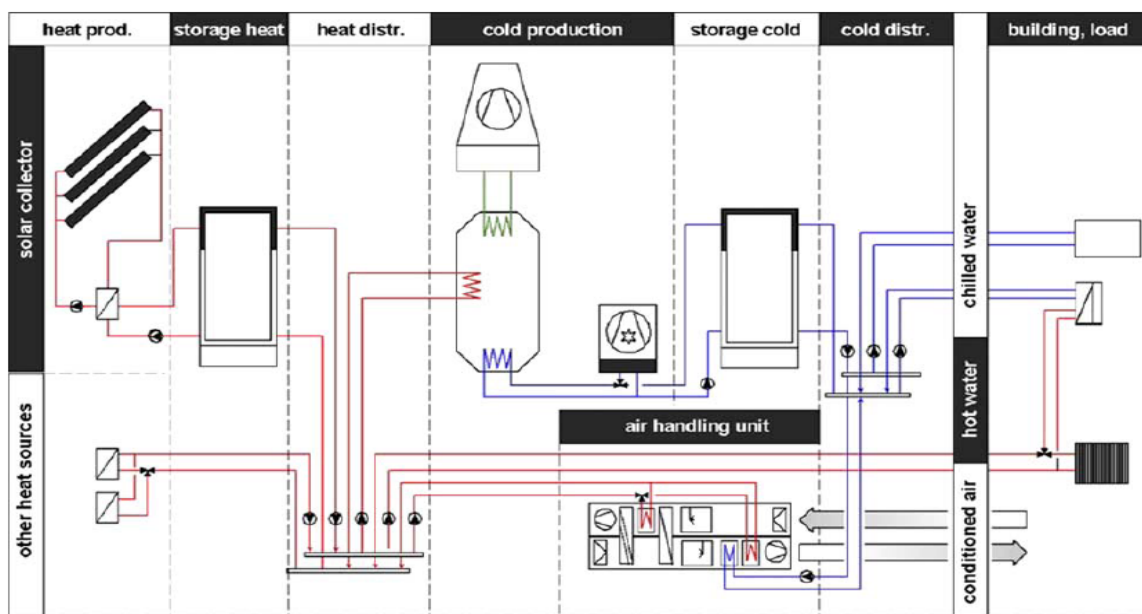 heat prod.
storage heat
heat distr.
cold production
storage cold
cold distr.
building, load
solar collector
other heat sources
air handling unit
chilled water
hot water
conditioned air